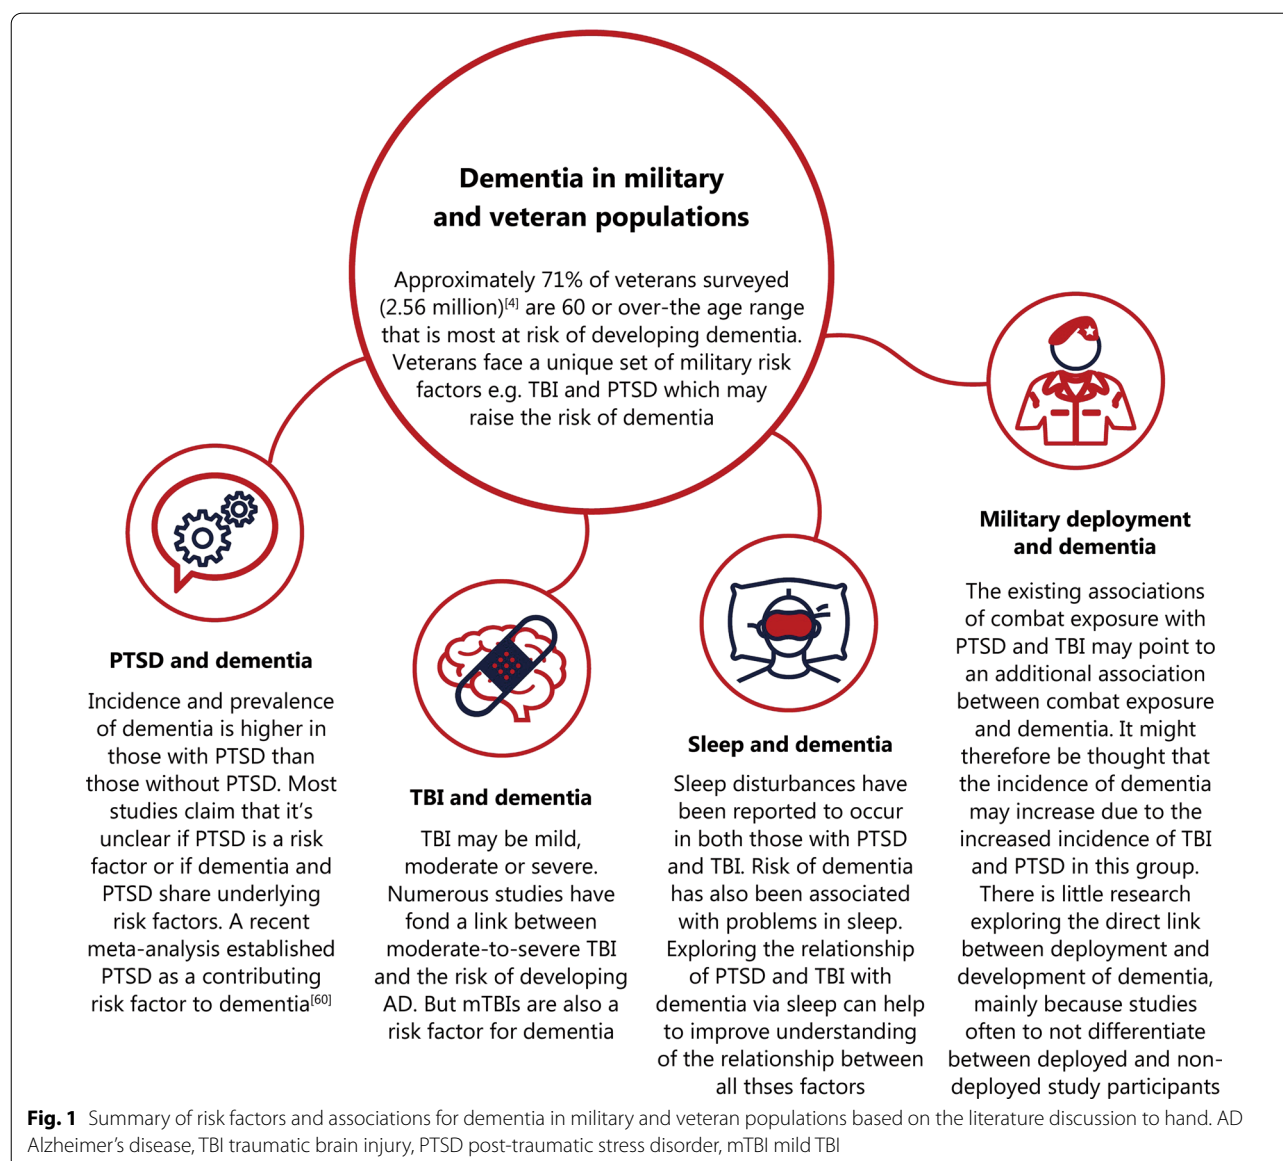 Dementia in military
and veteran populations
Approximately 71% of veterans surveyed
(2.56 million)[4] are 60 or over-the age range
that is most at risk of developing dementia.
Veterans face a unique set of military risk
factors e.g. TBI and PTSD which may
raise the risk of dementia
PTSD and dementia
Incidence and prevalence
of dementia is higher in
those with PTSD than
those without PTSD. Most
studies claim that it's
unclear if PTSD is a risk
factor or if dementia and
PTSD share underlying
risk factors. A recent
meta-analysis established
PTSD as a contributing
risk factor to dementia[60]
TBI and dementia
TBI may be mild,
moderate or severe.
Numerous studies have
fond a link between
moderate-to-severe TBI
and the risk of developing
AD. But mTBIs are also a
risk factor for dementia
Sleep and dementia
Sleep disturbances have
been reported to occur
in both those with PTSD
and TBI. Risk of dementia
has also been associated
with problems in sleep.
Exploring the relationship
of PTSD and TBI with
dementia via sleep can help
to improve understanding
of the relationship between
all thses factors
Military deployment
and dementia
The existing associations
of combat exposure with
PTSD and TBI may point to
an additional association
between combat exposure
and dementia. It might
therefore be thought that
the incidence of dementia
may increase due to the
increased incidence of TBI
and PTSD in this group.
There is little research
exploring the direct link
between deployment and
development of dementia,
mainly because studies
often to not differentiate
between deployed and non-
deployed study participants
Fig. 1 Summary of risk factors and associations for dementia in military and veteran populations based on the literature discussion to hand. AD
Alzheimer's disease, TBI traumatic brain injury, PTSD post-traumatic stress disorder, mTBI mild TBI